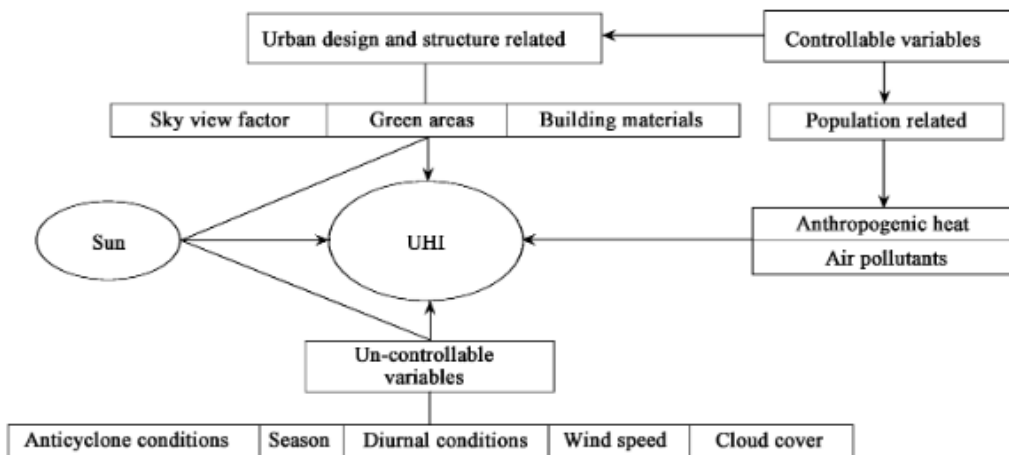 Urban design and structure related
Controllable variables
Sky view factor
Green areas
Building materials
Population related
Sun
UHI
Anthropogenic heat
Air pollutants
Un-controllable
variables
Anticyclone conditions
Season
Diurnal conditions
Wind speed
Cloud cover